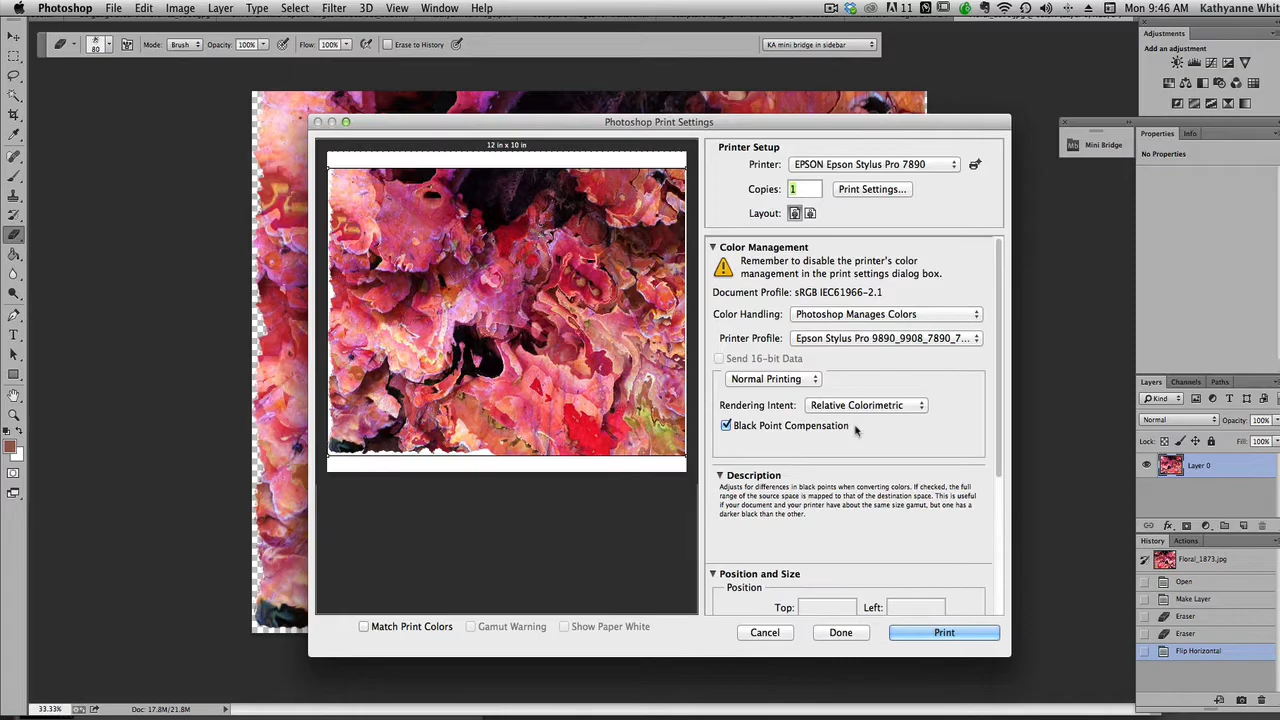 Photoshop File Edit Image Layer Type Select Filter 3D View Window Help 11 Mon 9:46 AM Kathyanne Whi
80 Mode: Brush Opacity: 100% Flow: 100% Erase to History KA mini bridge in sidebar
Adjustments
Add an adjustment
Mb Mini Bridge
Properties Info
No Properties
Photoshop Print Settings
12 in x 10 in
Printer Setup
Printer: EPSON Epson Stylus Pro 7890
Copies: 1 Print Settings...
Layout:
Color Management
Remember to disable the printer's color
management in the print settings dialog box.
Document Profile: sRGB IEC61966-2.1
Color Handling: Photoshop Manages Colors
Printer Profile: Epson Stylus Pro 9890_9908_7890_7...
Send 16-bit Data
Normal Printing
Rendering Intent: Relative Colorimetric
Black Point Compensation
Description
Adjusts for differences in black points when converting colors. If checked, the full
range of the source space is mapped to that of the destination space. This is useful
if your document and your printer have about the same size gamut, but one has a
darker black than the other.
Position and Size
Position
Top: Left:
Match Print Colors Gamut Warning Show Paper White
Cancel Done Print
Layers Channels Paths
Kind
Normal Opacity: 100%
Lock: Fill: 100%
Layer 0
History Actions
Floral_1873.jpg
Open
Make Layer
Eraser
Eraser
Flip Horizontal
33.33% Doc: 17.8M/21.8M